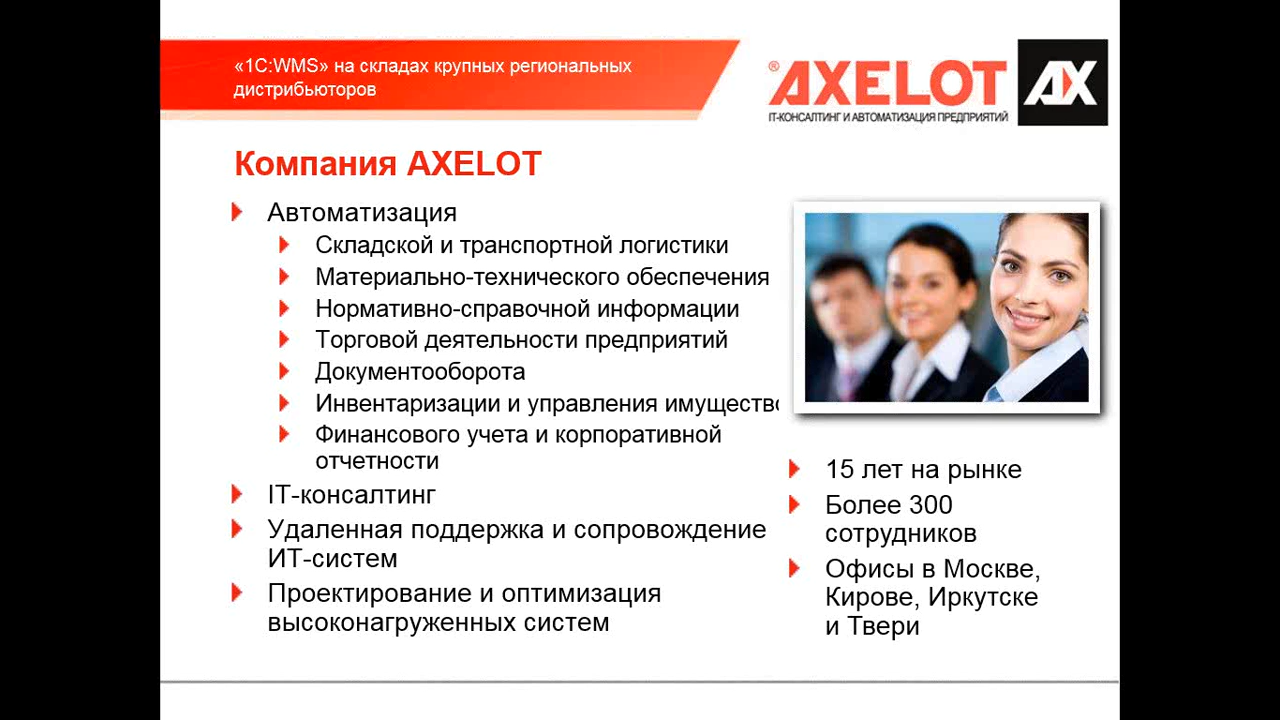 «1С:WMS» на складах крупных региональных
дистрибьюторов
® AXELOT AX
IT-КОНСАЛТИНГ И АВТОМАТИЗАЦИЯ ПРЕДПРИЯТИЙ
Компания AXELOT
Автоматизация
Складской и транспортной логистики
Материально-технического обеспечения
Нормативно-справочной информации
Торговой деятельности предприятий
Документооборота
Инвентаризации и управления имуществo
Финансового учета и корпоративной
отчетности
IT-консалтинг
Удаленная поддержка и сопровождение
ИТ-систем
Проектирование и оптимизация
высоконагруженных систем
15 лет на рынке
Более 300
сотрудников
Офисы в Москве,
Кирове, Иркутске
и Твери